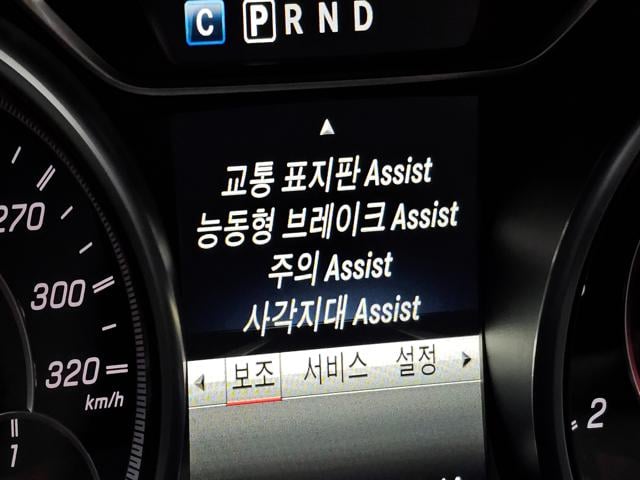 C P R N D
교통 표지판 Assist
능동형 브레이크 Assist
주의 Assist
사각지대 Assist
보조 서비스 설정
270
300
320
km/h
1
2